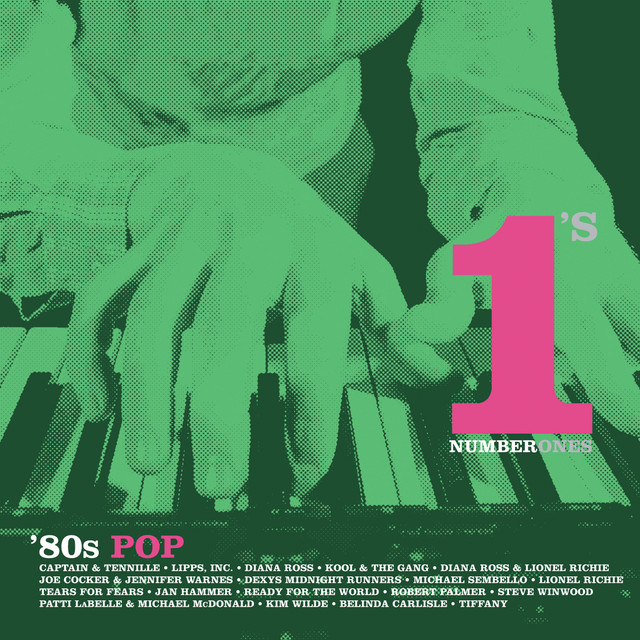 1's
NUMBERONES
'80s POP
CAPTAIN & TENNILLE • LIPPS, INC. • DIANA ROSS • KOOL & THE GANG • DIANA ROSS & LIONEL RICHIE
JOE COCKER & JENNIFER WARNES • DEXYS MIDNIGHT RUNNERS • MICHAEL SEMBELLO • LIONEL RICHIE
TEARS FOR FEARS • JAN HAMMER • READY FOR THE WORLD • ROBERT PALMER • STEVE WINWOOD
PATTI LaBELLE & MICHAEL McDONALD • KIM WILDE • BELINDA CARLISLE • TIFFANY